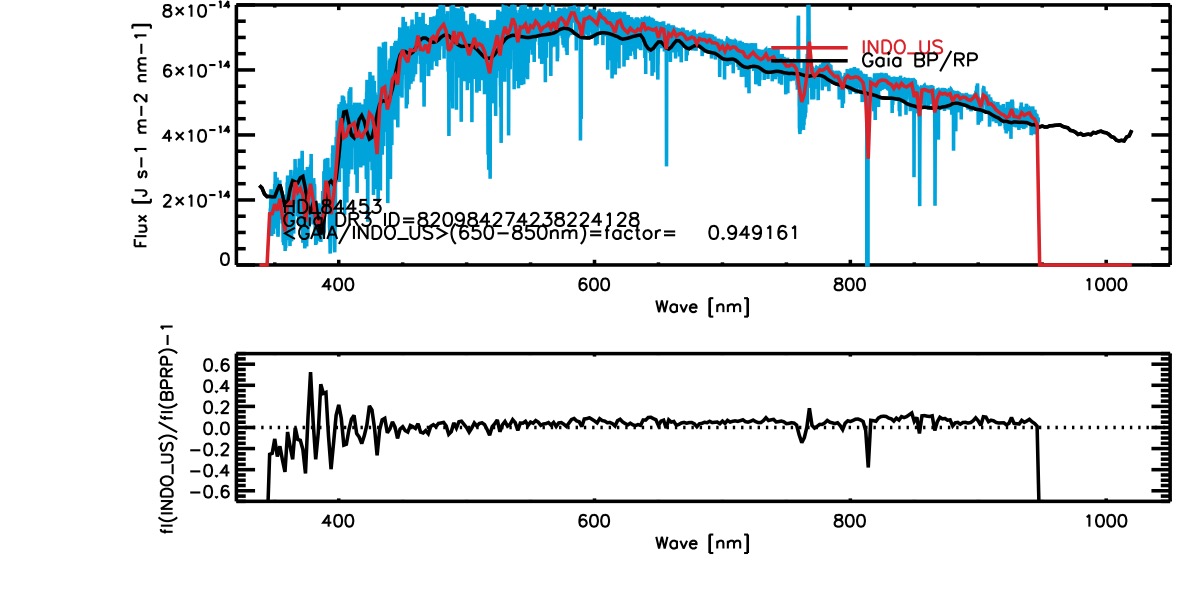 8×10⁻¹⁴
6×10⁻¹⁴
4×10⁻¹⁴
2×10⁻¹⁴
0
Flux [J s−1 m−2 nm−1]
INDO_US
Gaia BP/RP
HD184453
Gaia DR3 ID=820984274238224128
<GAIA/INDO_US>(650−850nm)=factor= 0.949161
400 600 800 1000
Wave [nm]
0.6
0.4
0.2
0.0
−0.2
−0.4
−0.6
fl(INDO_US)/fl(BPRP)−1
400 600 800 1000
Wave [nm]